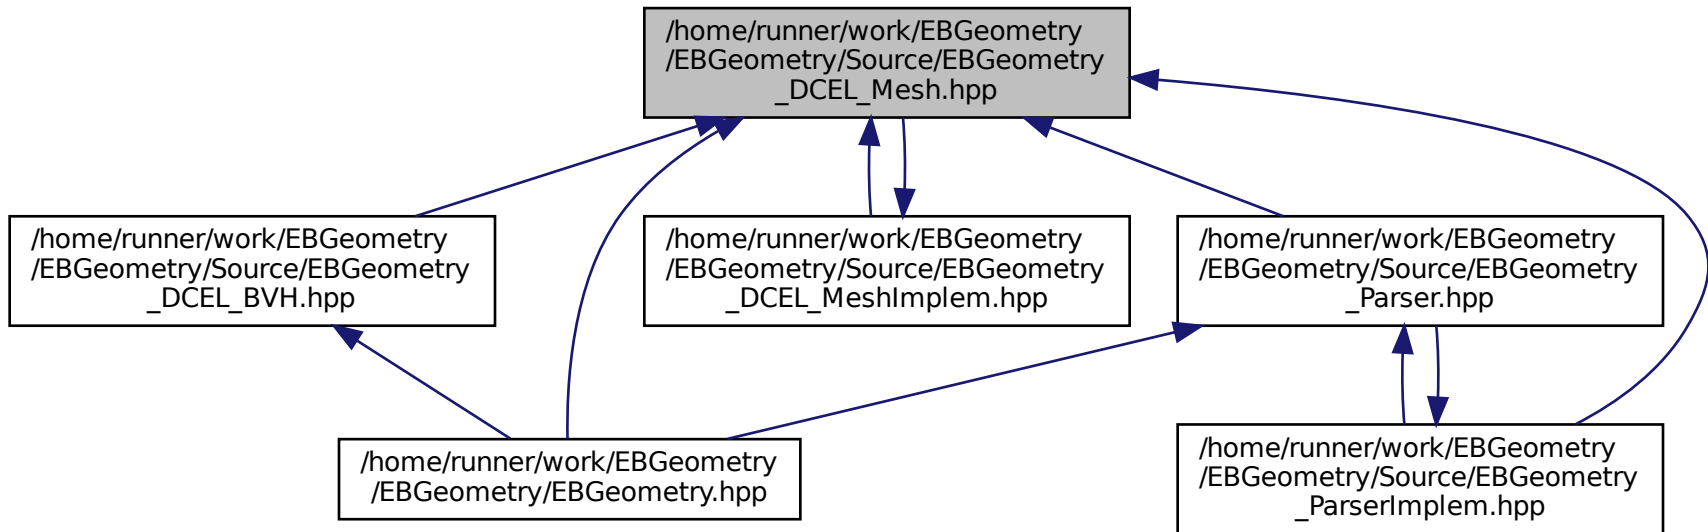 /home/runner/work/EBGeometry
/EBGeometry/Source/EBGeometry
_DCEL_Mesh.hpp
/home/runner/work/EBGeometry
/EBGeometry/Source/EBGeometry
_DCEL_BVH.hpp
/home/runner/work/EBGeometry
/EBGeometry/Source/EBGeometry
_DCEL_MeshImplem.hpp
/home/runner/work/EBGeometry
/EBGeometry/Source/EBGeometry
_Parser.hpp
/home/runner/work/EBGeometry
/EBGeometry/EBGeometry.hpp
/home/runner/work/EBGeometry
/EBGeometry/Source/EBGeometry
_ParserImplem.hpp